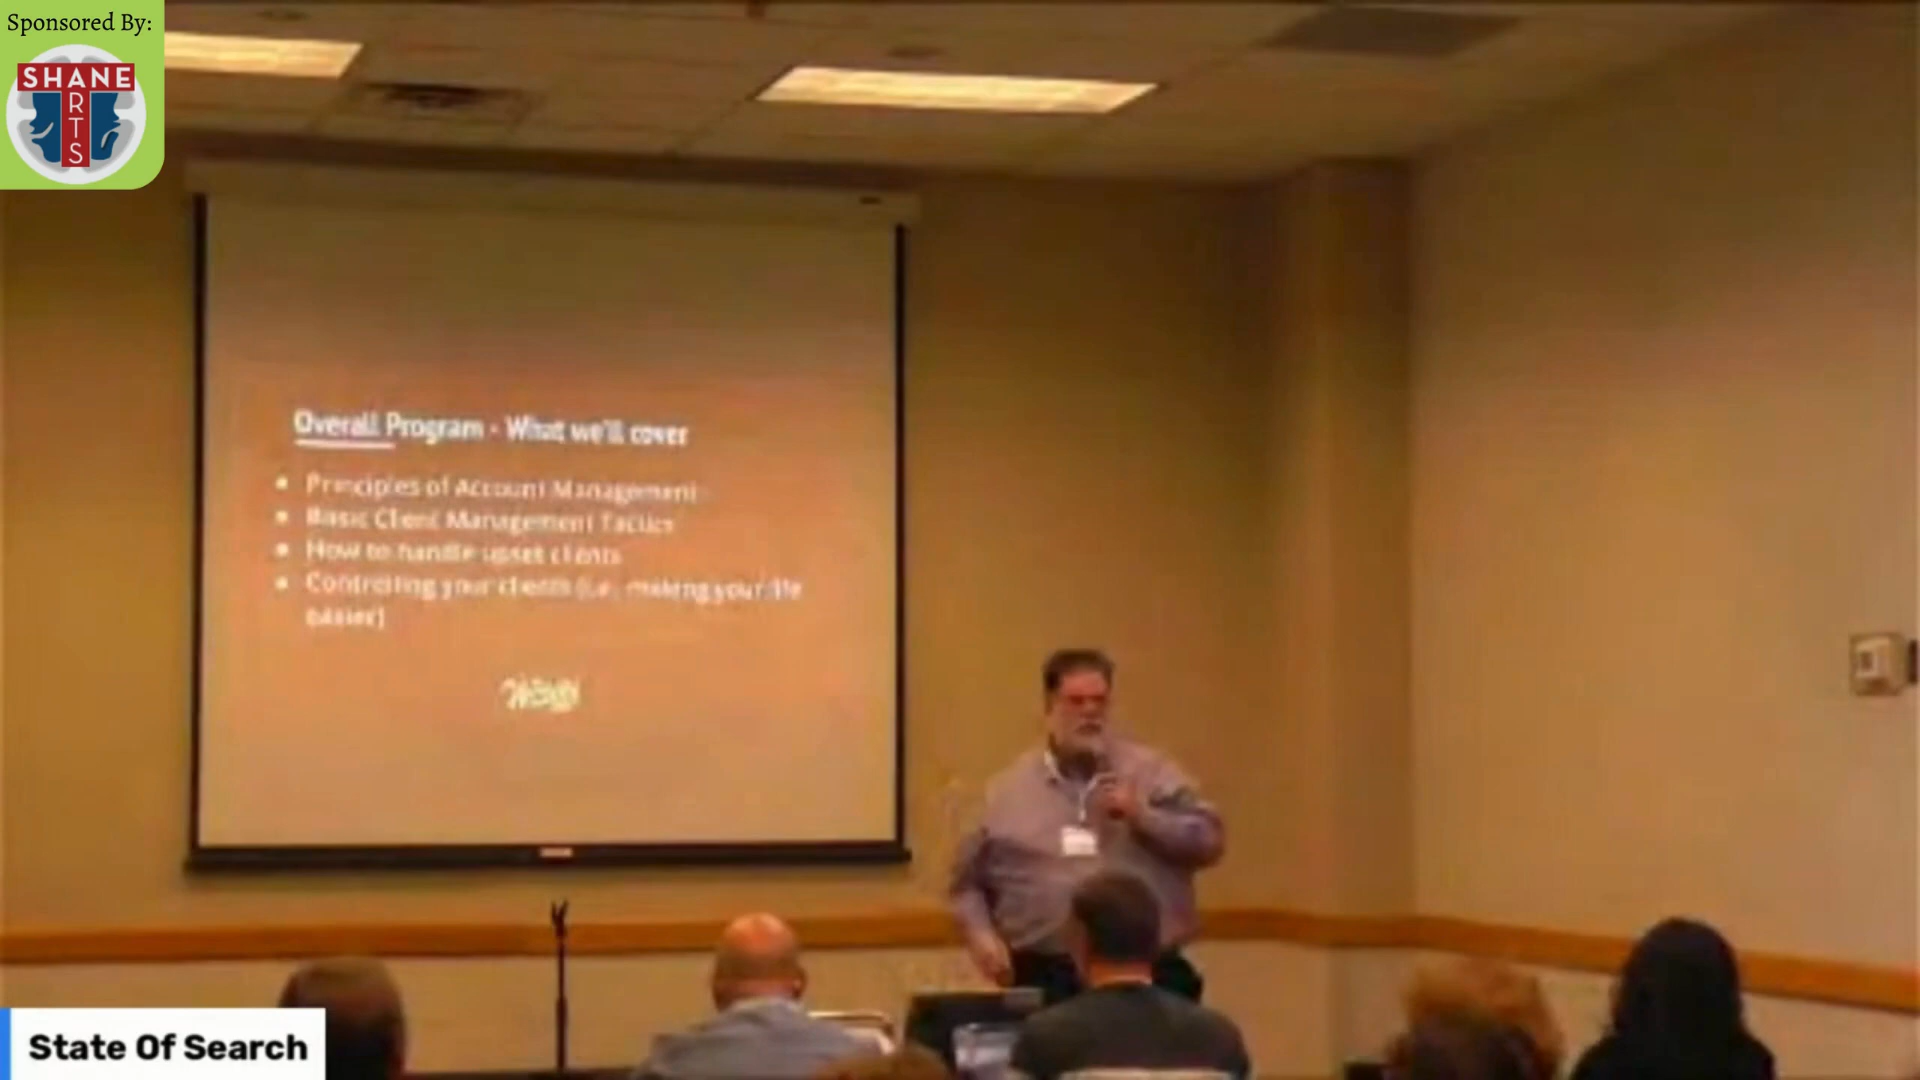 Sponsored By:
SHANE
ARTS
Overall Program - What we'll cover
• Principles of Account Management
• Basic Client Management Tactics
• How to handle upset clients
• Controlling your clients (i.e., making your life
easier)
State Of Search